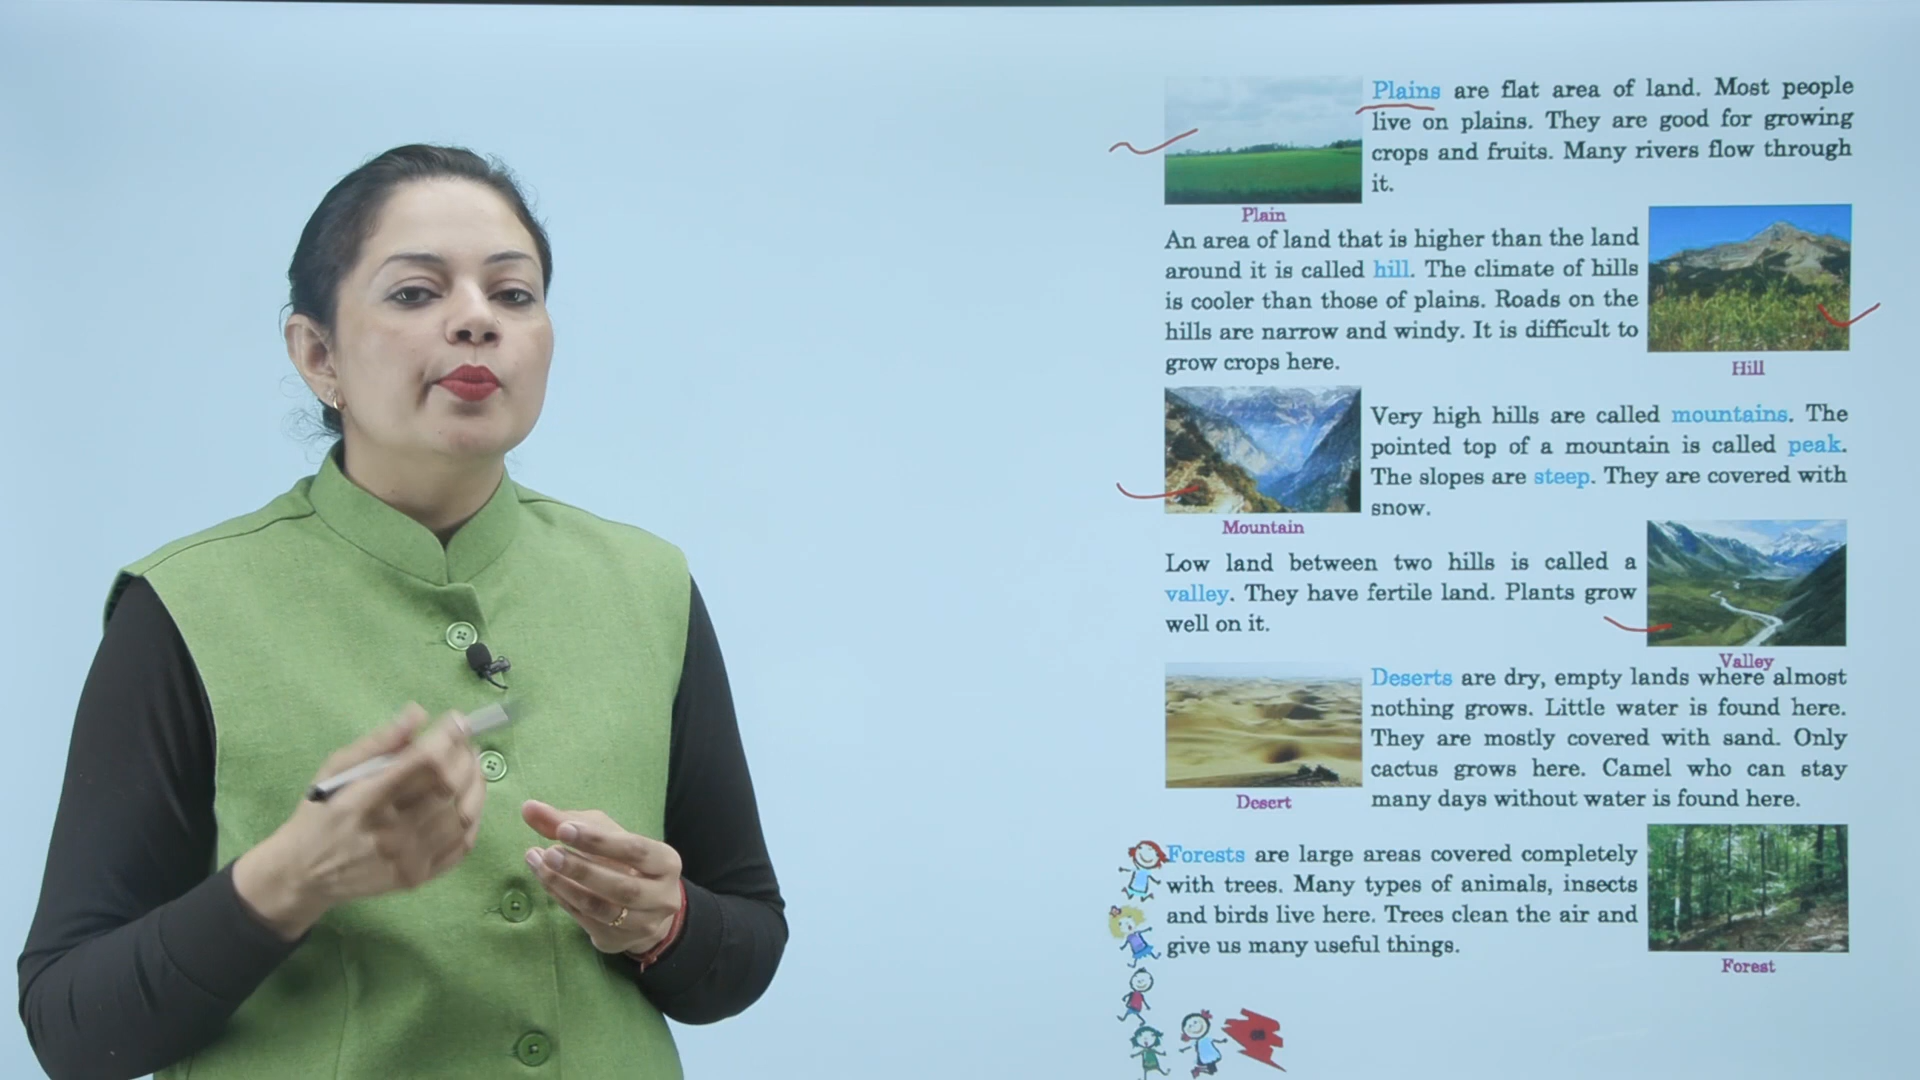 Plains are flat area of land. Most people
live on plains. They are good for growing
crops and fruits. Many rivers flow through
it.
Plain
An area of land that is higher than the land
around it is called hill. The climate of hills
is cooler than those of plains. Roads on the
hills are narrow and windy. It is difficult to
grow crops here.
Hill
Very high hills are called mountains. The
pointed top of a mountain is called peak.
The slopes are steep. They are covered with
snow.
Mountain
Low land between two hills is called a
valley. They have fertile land. Plants grow
well on it.
Valley
Deserts are dry, empty lands where almost
nothing grows. Little water is found here.
They are mostly covered with sand. Only
cactus grows here. Camel who can stay
many days without water is found here.
Desert
Forests are large areas covered completely
with trees. Many types of animals, insects
and birds live here. Trees clean the air and
give us many useful things.
Forest